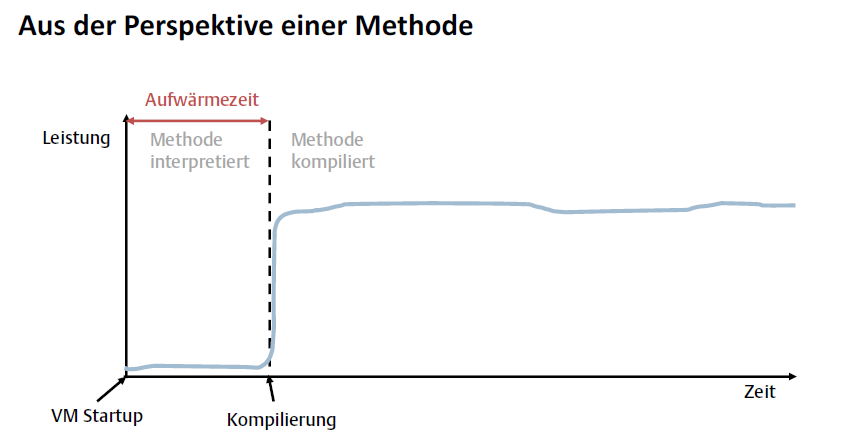 Aus der Perspektive einer Methode
Aufwärmezeit
Leistung
Methode
interpretiert
Methode
kompiliert
Zeit
VM Startup
Kompilierung